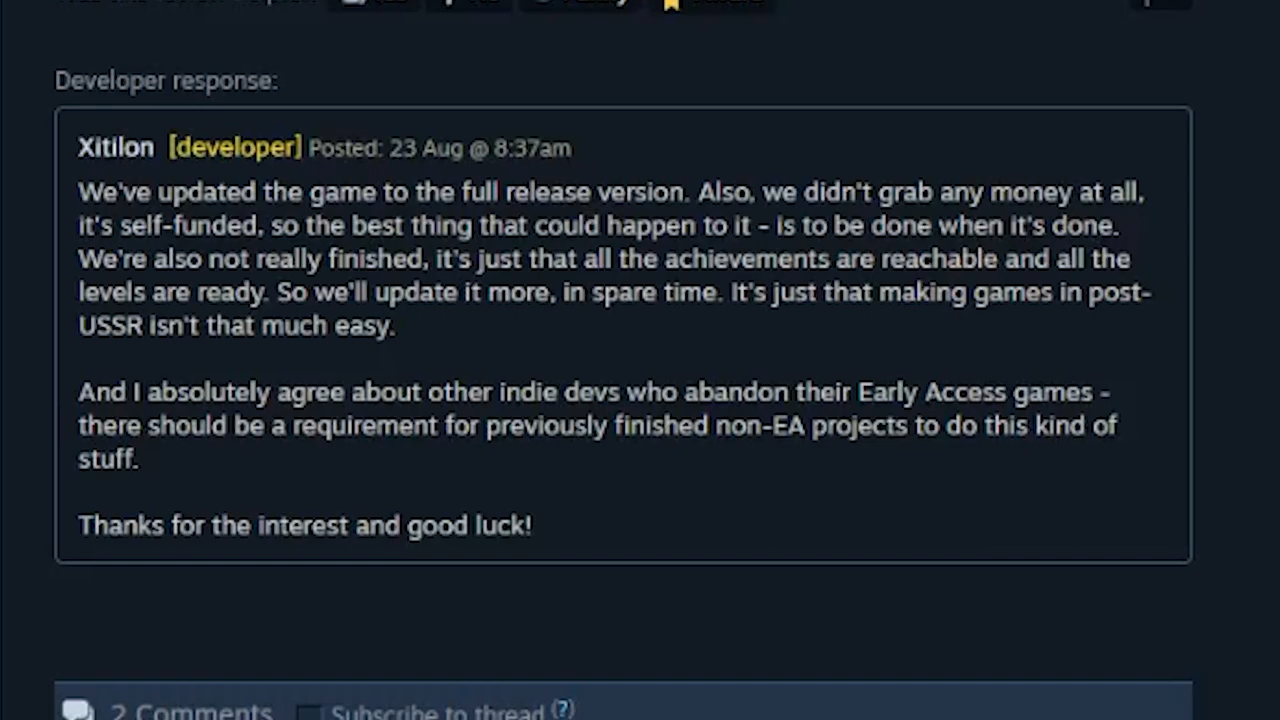 Developer response:
Xitilon [developer] Posted: 23 Aug @ 8:37am
We've updated the game to the full release version. Also, we didn't grab any money at all,
it's self-funded, so the best thing that could happen to it - is to be done when it's done.
We're also not really finished, it's just that all the achievements are reachable and all the
levels are ready. So we'll update it more, in spare time. It's just that making games in post-
USSR isn't that much easy.
And I absolutely agree about other indie devs who abandon their Early Access games -
there should be a requirement for previously finished non-EA projects to do this kind of
stuff.
Thanks for the interest and good luck!
2 Comments Subscribe to thread (?)